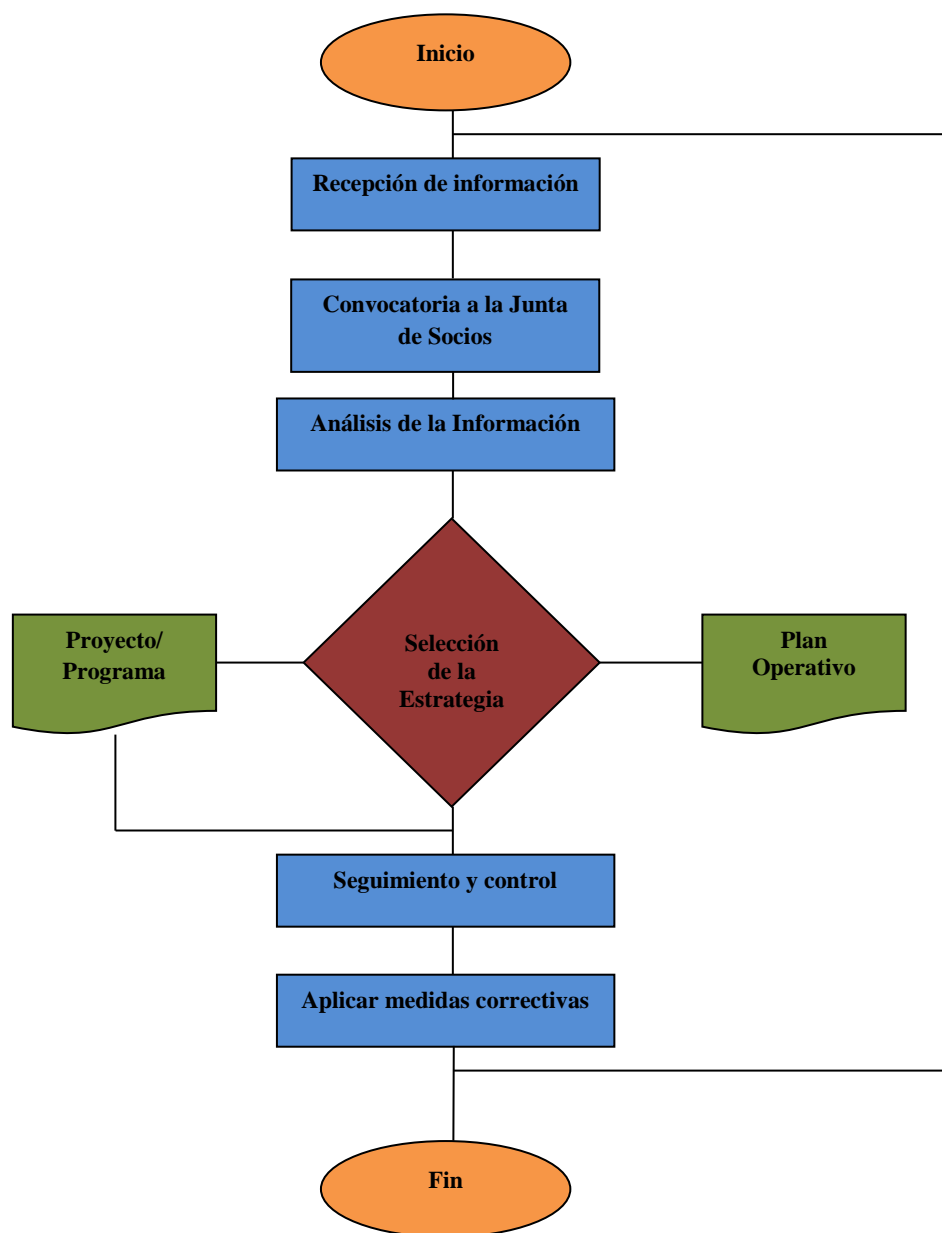 Inicio
Recepción de información
Convocatoria a la Junta
de Socios
Análisis de la Información
Proyecto/
Programa
Selección
de la
Estrategia
Plan
Operativo
Seguimiento y control
Aplicar medidas correctivas
Fin